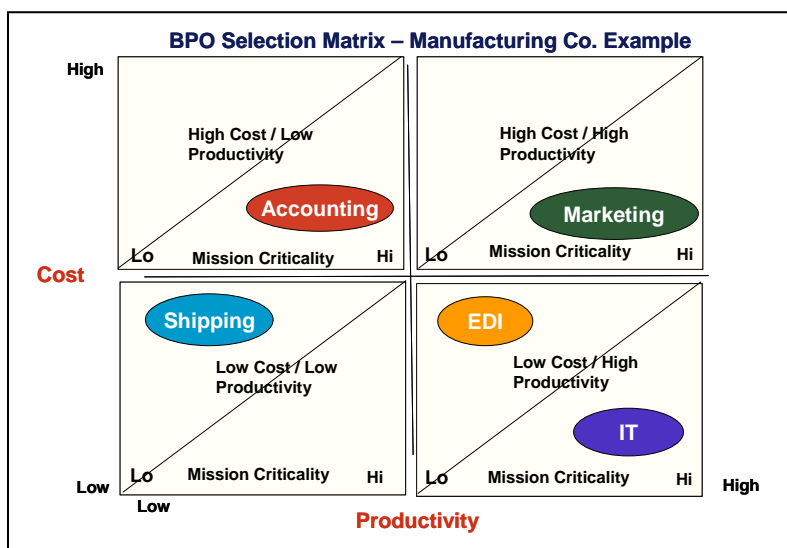 BPO Selection Matrix – Manufacturing Co. Example
High
High Cost / Low
Productivity
Accounting
Lo
Mission Criticality
Hi
High Cost / High
Productivity
Marketing
Lo
Mission Criticality
Hi
Cost
Shipping
Low Cost / Low
Productivity
Lo
Mission Criticality
Hi
EDI
Low Cost / High
Productivity
IT
Lo
Mission Criticality
Hi
Low
Low
High
Productivity